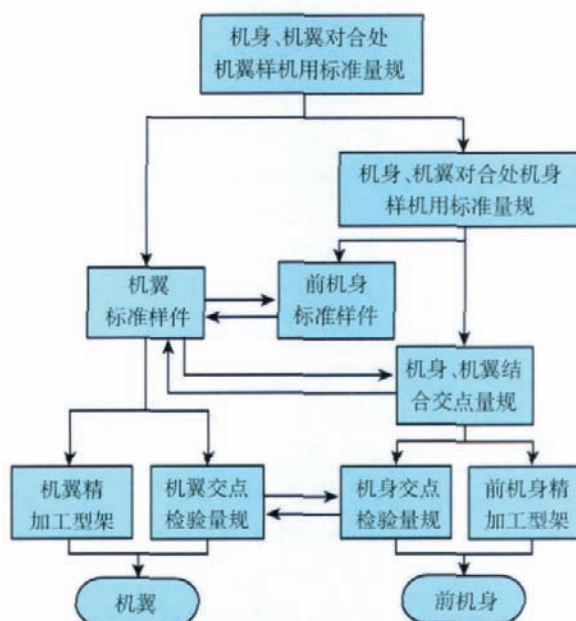 机身、机翼对合处
机翼样机用标准量规
机身、机翼对合处机身
样机用标准量规
机翼
标准样件
前机身
标准样件
机身、机翼结
合交点量规
机翼精
加工型架
机翼交点
检验量规
机身交点
检验量规
前机身精
加工型架
机翼
前机身